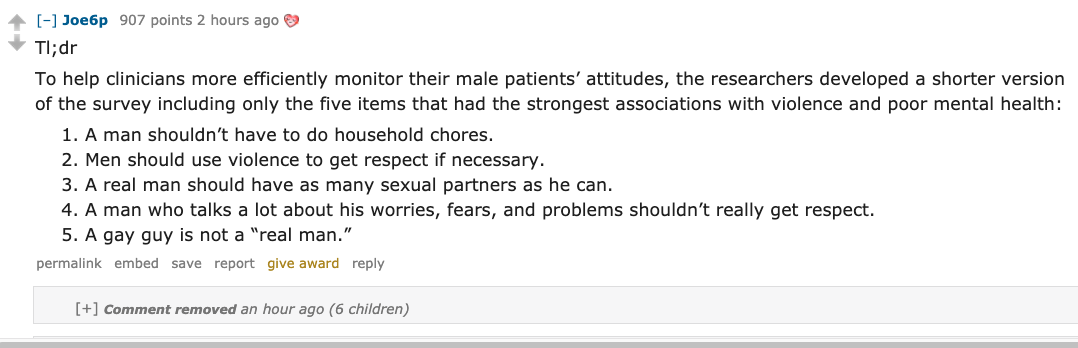 [–] Joe6p 907 points 2 hours ago
Tl;dr
To help clinicians more efficiently monitor their male patients’ attitudes, the researchers developed a shorter version
of the survey including only the five items that had the strongest associations with violence and poor mental health:
1. A man shouldn’t have to do household chores.
2. Men should use violence to get respect if necessary.
3. A real man should have as many sexual partners as he can.
4. A man who talks a lot about his worries, fears, and problems shouldn’t really get respect.
5. A gay guy is not a “real man.”
permalink embed save report give award reply
[+] Comment removed an hour ago (6 children)